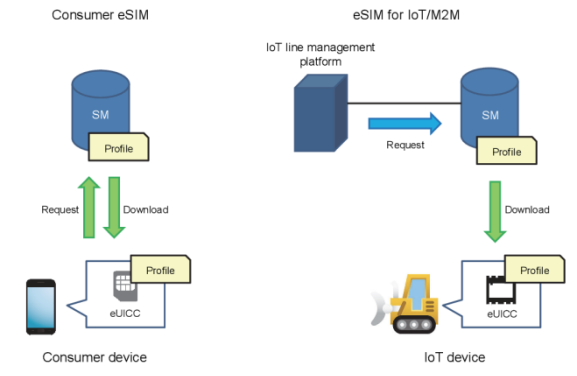 Consumer eSIM
SM
Profile
Request
Download
Profile
eUICC
Consumer device
eSIM for IoT/M2M
IoT line management
platform
Request
SM
Profile
Download
Profile
eUICC
IoT device